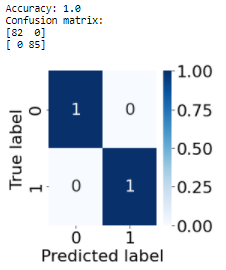 Accuracy: 1.0
Confusion matrix:
[82 0]
[ 0 85]
1.00
0.75
0.50
0.25
0.00
True label
0
1
1 0
0 1
0 1
Predicted label